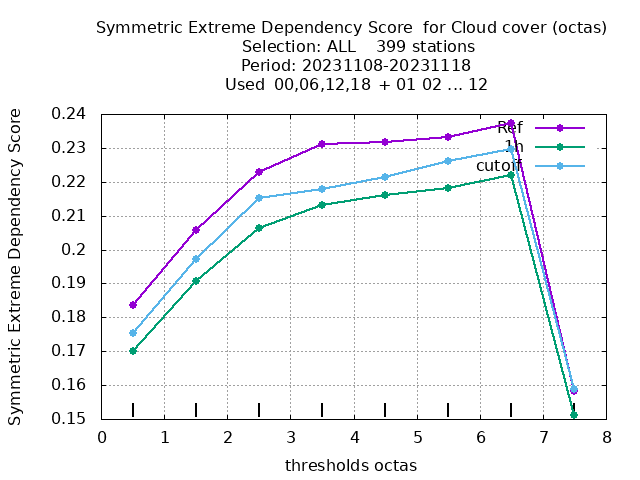 Symmetric Extreme Dependency Score for Cloud cover (octas)
Selection: ALL 399 stations
Period: 20231108-20231118
Used 00,06,12,18 + 01 02 ... 12
Symmetric Extreme Dependency Score
0.24
0.23
0.22
0.21
0.2
0.19
0.18
0.17
0.16
0.15
Ref
1h
cutoff
0 1 2 3 4 5 6 7 8
thresholds octas